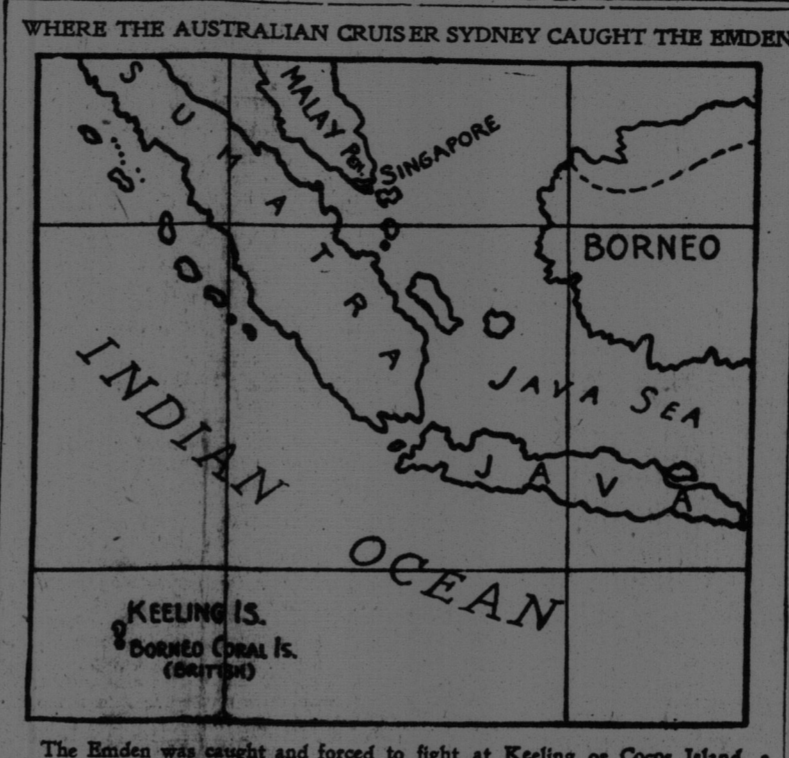 WHERE THE AUSTRALIAN CRUISER SYDNEY CAUGHT THE EMDEN
SUMATRA
MALAY PEN.
SINGAPORE
BORNEO
JAVA SEA
INDIAN
JAVA
OCEAN
KEELING IS.
BORNEO CORAL IS.
(BRITISH)
The Emden was caught and forced to fight at Keeling or Cocos Island, a